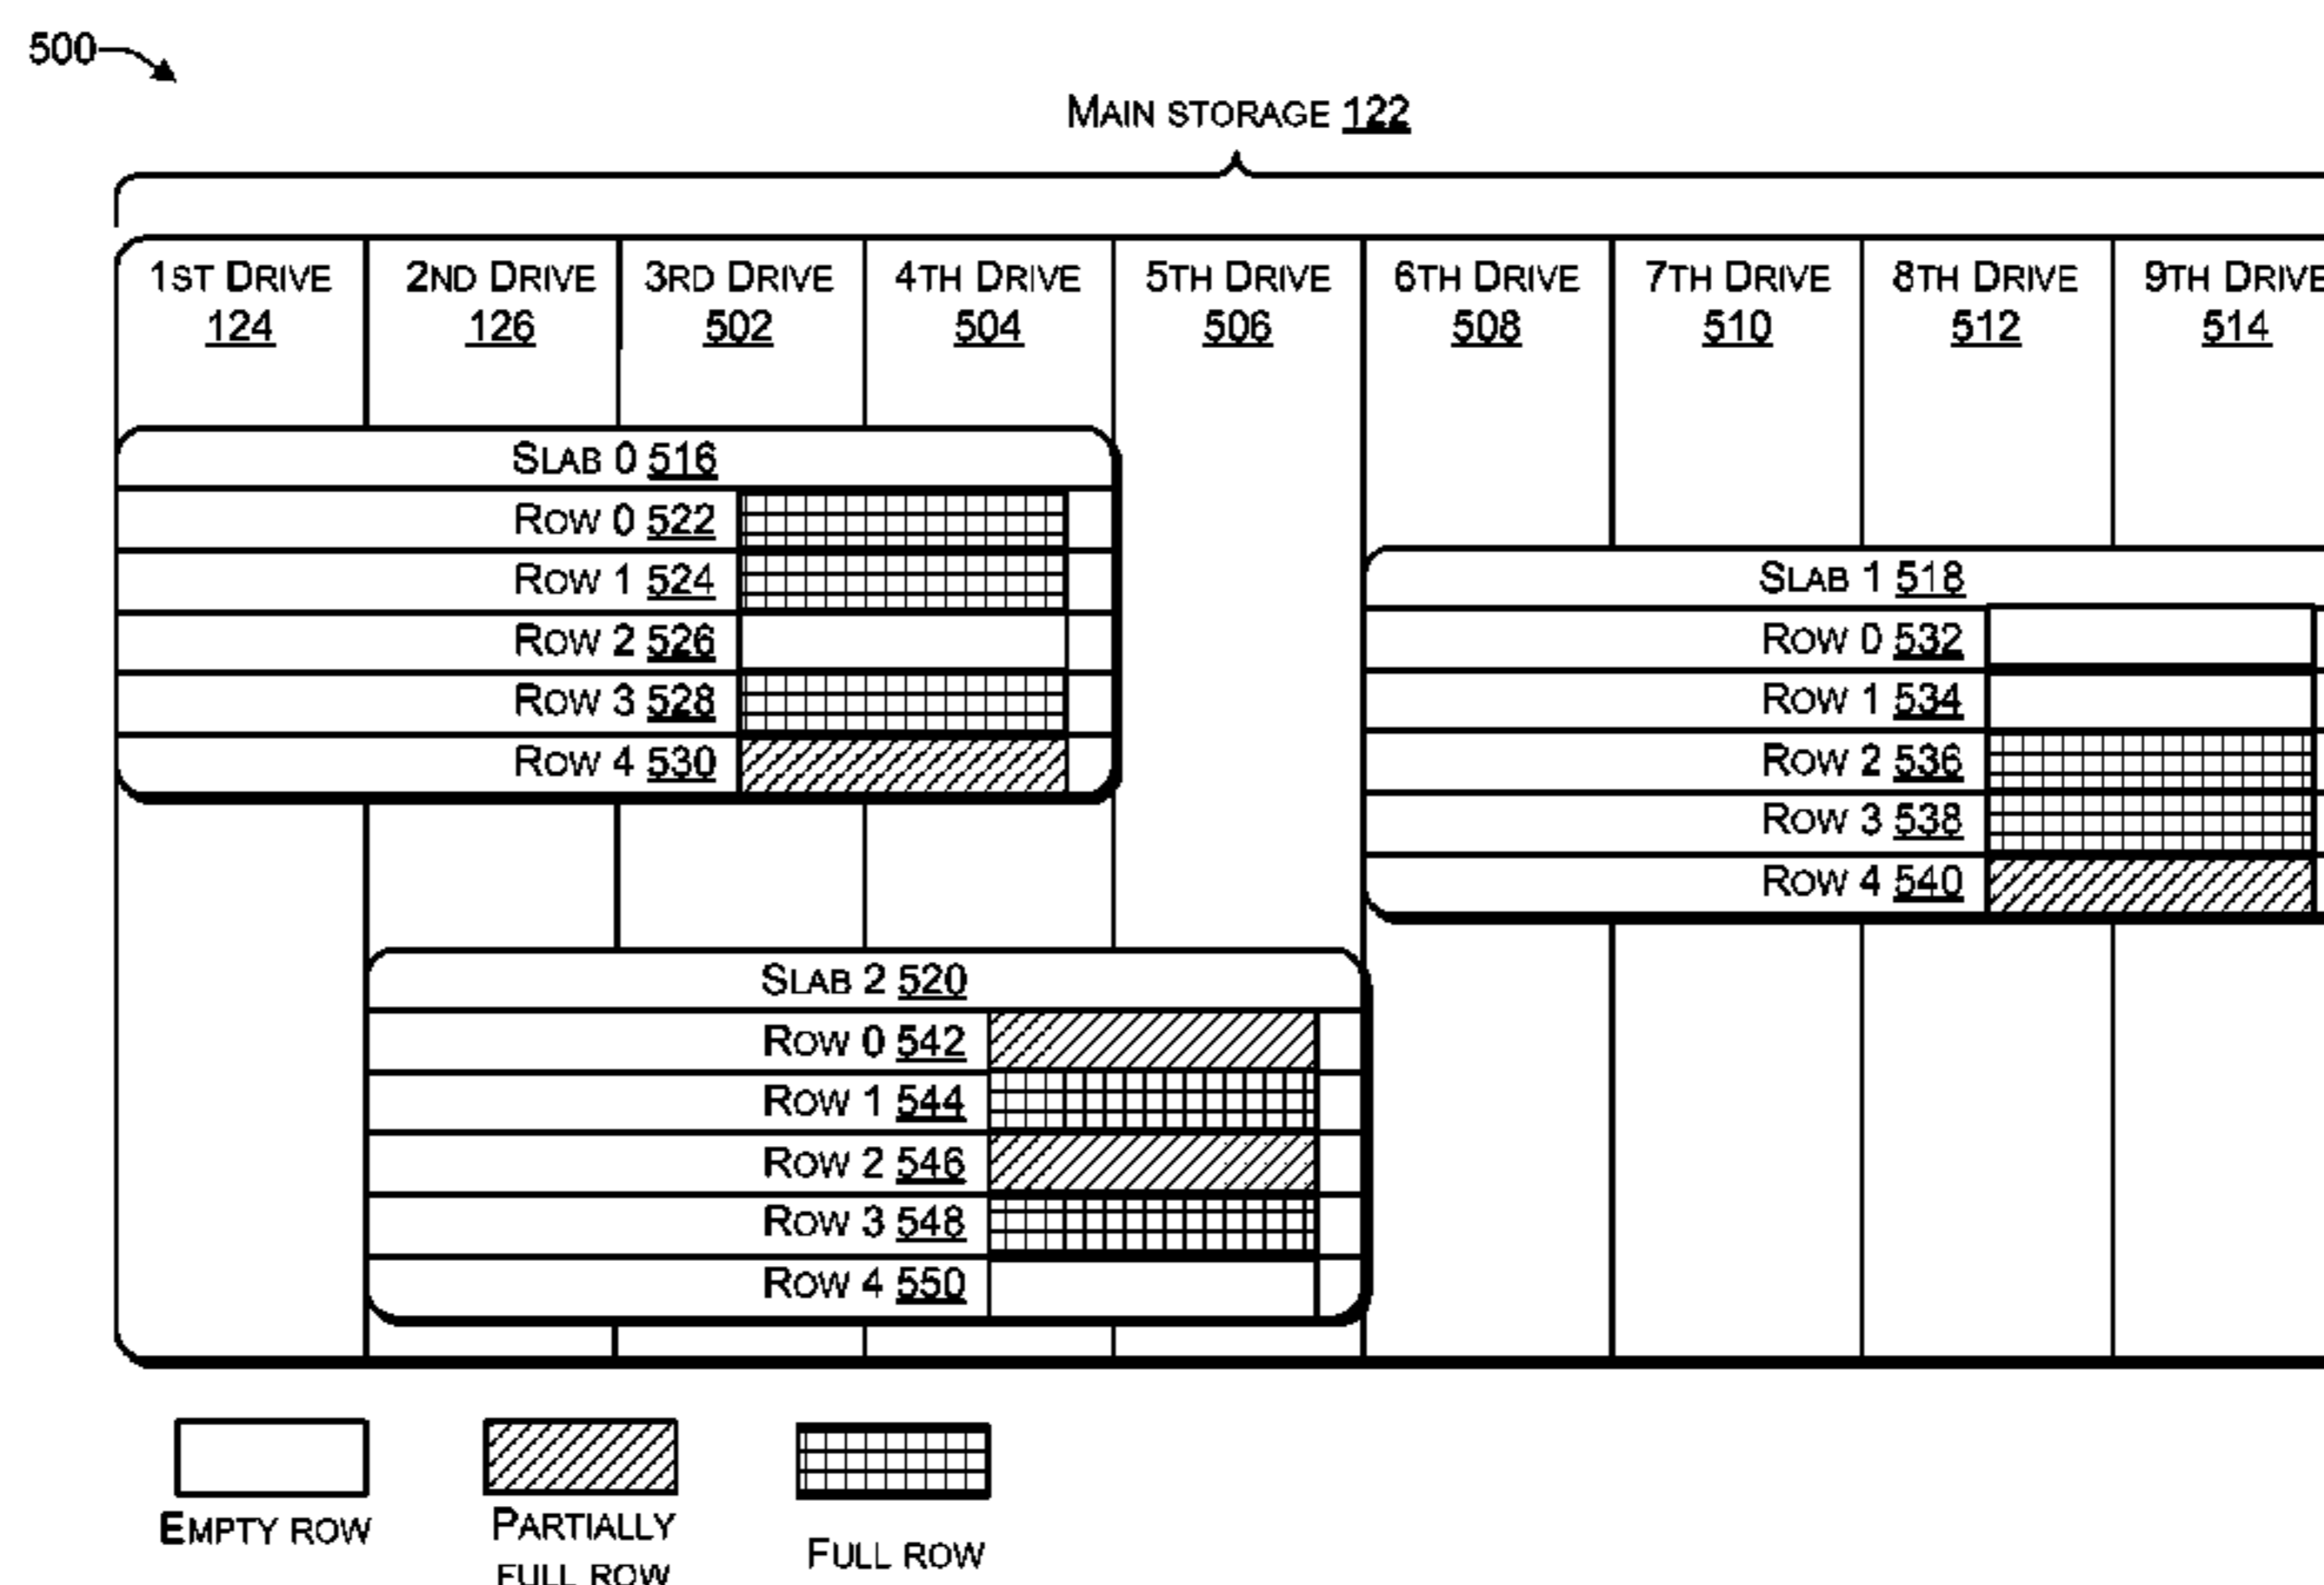 500
MAIN STORAGE 122
1ST DRIVE 2ND DRIVE 3RD DRIVE 4TH DRIVE 5TH DRIVE 6TH DRIVE 7TH DRIVE 8TH DRIVE 9TH DRIVE
124 126 502 504 506 508 510 512 514
SLAB 0 516
ROW 0 522
ROW 1 524
ROW 2 526
ROW 3 528
ROW 4 530
SLAB 1 518
ROW 0 532
ROW 1 534
ROW 2 536
ROW 3 538
ROW 4 540
SLAB 2 520
ROW 0 542
ROW 1 544
ROW 2 546
ROW 3 548
ROW 4 550
EMPTY ROW
PARTIALLY
FULL ROW
FULL ROW